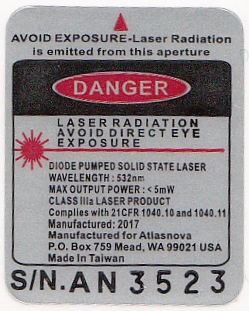 AVOID EXPOSURE-Laser Radiation
is emitted from this aperture
DANGER
LASER RADIATION
AVOID DIRECT EYE
EXPOSURE
DIODE PUMPED SOLID STATE LASER
WAVELENGTH : 532nm
MAX OUTPUT POWER : < 5mW
CLASS IIIa LASER PRODUCT
Complies with 21CFR 1040.10 and 1040.11
Manufactured: 2017
Manufactured for Atlasnova
P.O. Box 759 Mead, WA 99021 USA
Made In Taiwan
S/N.AN3523